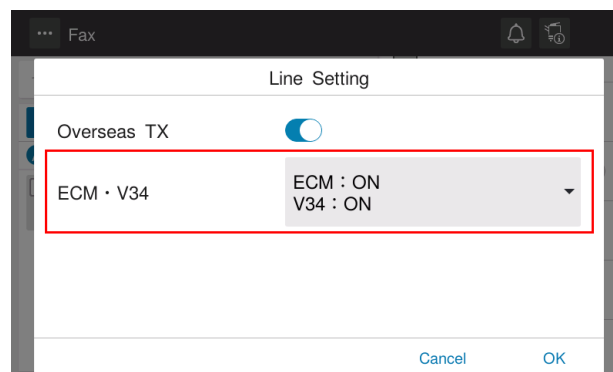 Fax
Line Setting
Overseas TX
ECM・V34
ECM：ON
V34：ON
Cancel
OK